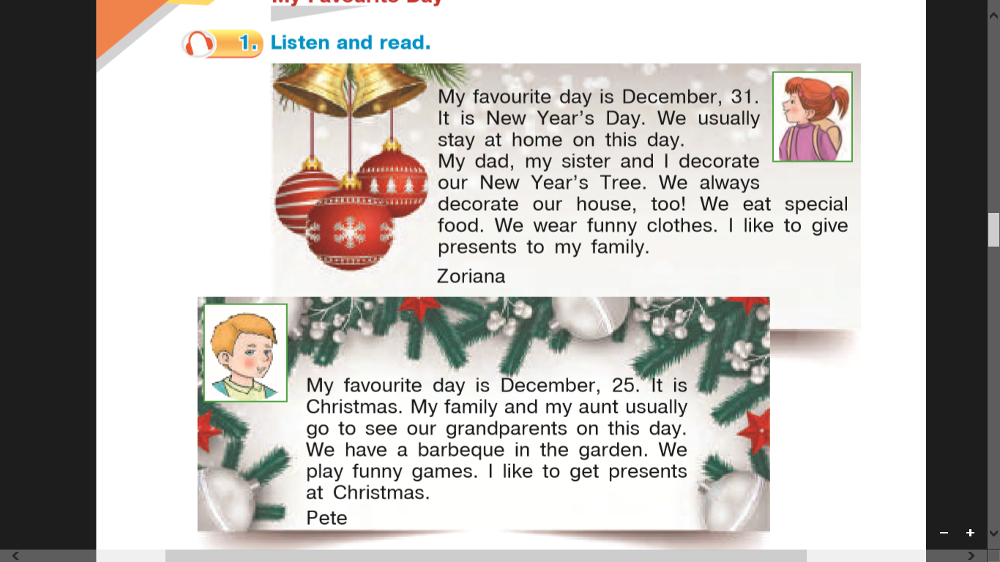 My Favourite Day
1. Listen and read.
My favourite day is December, 31.
It is New Year's Day. We usually
stay at home on this day.
My dad, my sister and I decorate
our New Year's Tree. We always
decorate our house, too! We eat special
food. We wear funny clothes. I like to give
presents to my family.
Zoriana
My favourite day is December, 25. It is
Christmas. My family and my aunt usually
go to see our grandparents on this day.
We have a barbeque in the garden. We
play funny games. I like to get presents
at Christmas.
Pete